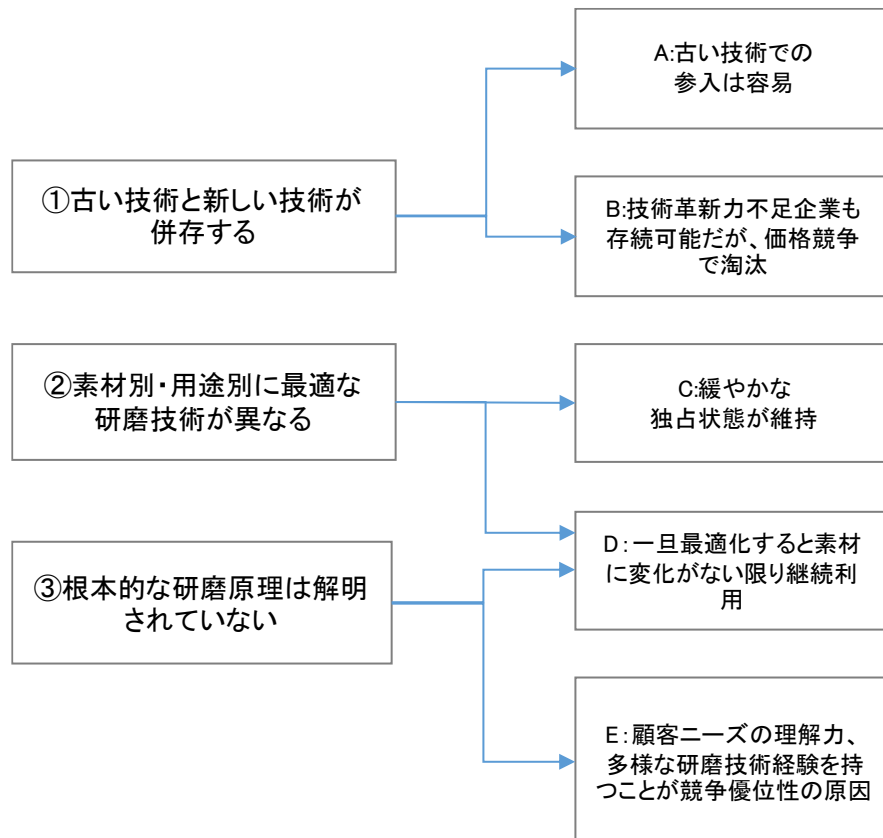 A:古い技術での
参入は容易
①古い技術と新しい技術が
併存する
B:技術革新力不足企業も
存続可能だが、価格競争
で淘汰
②素材別・用途別に最適な
研磨技術が異なる
C:緩やかな
独占状態が維持
D:一旦最適化すると素材
に変化がない限り継続利
用
③根本的な研磨原理は解明
されていない
E:顧客ニーズの理解力、
多様な研磨技術経験を持
つことが競争優位性の原因